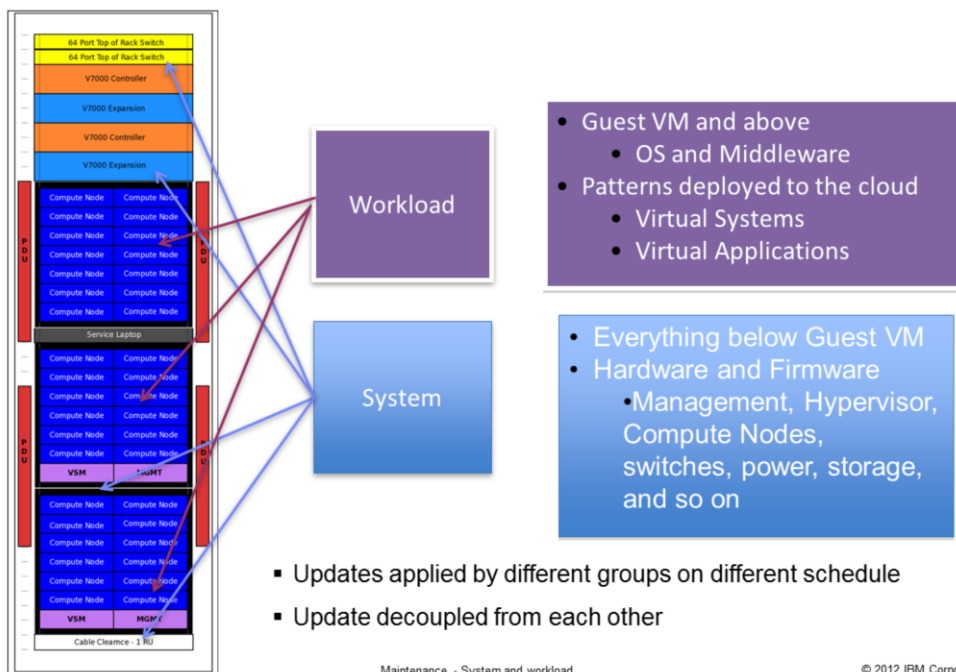 64 Port Top of Rack Switch
64 Port Top of Rack Switch
V7000 Controller
V7000 Expansion
V7000 Controller
V7000 Expansion
Compute Node Compute Node
Compute Node Compute Node
Compute Node Compute Node
Compute Node Compute Node
Compute Node Compute Node
Compute Node Compute Node
Compute Node Compute Node
PDU
PDU
Service Laptop
Compute Node Compute Node
Compute Node Compute Node
Compute Node Compute Node
Compute Node Compute Node
Compute Node Compute Node
Compute Node Compute Node
VSM MGMT
PDU
PDU
Compute Node Compute Node
Compute Node Compute Node
Compute Node Compute Node
Compute Node Compute Node
Compute Node Compute Node
Compute Node Compute Node
VSM MGMT
Cable Clearnce - 1 RU
Workload
• Guest VM and above
• OS and Middleware
• Patterns deployed to the cloud
• Virtual Systems
• Virtual Applications
System
• Everything below Guest VM
• Hardware and Firmware
•Management, Hypervisor,
Compute Nodes,
switches, power, storage,
and so on
▪ Updates applied by different groups on different schedule
▪ Update decoupled from each other
Maintenance - System and workload
© 2012 IBM Corpo